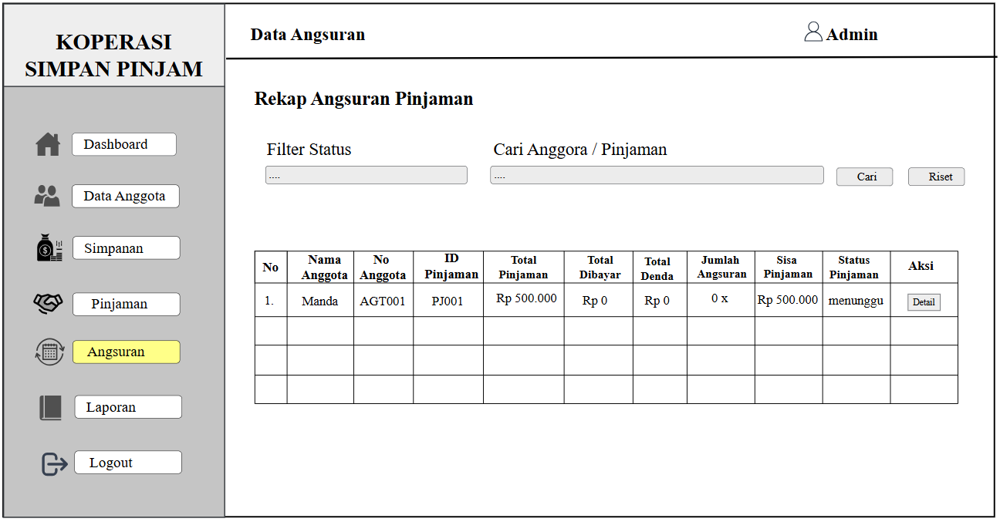 KOPERASI
SIMPAN PINJAM
Data Angsuran
Admin
Rekap Angsuran Pinjaman
Dashboard
Data Anggota
Simpanan
Pinjaman
Angsuran
Laporan
Logout
Filter Status
Cari Anggora / Pinjaman
....
....
Cari
Riset
No
Nama
Anggota
No
Anggota
ID
Pinjaman
Total
Pinjaman
Total
Dibayar
Total
Denda
Jumlah
Angsuran
Sisa
Pinjaman
Status
Pinjaman
Aksi
1.
Manda
AGT001
PJ001
Rp 500.000
Rp 0
Rp 0
0 x
Rp 500.000
menunggu
Detail